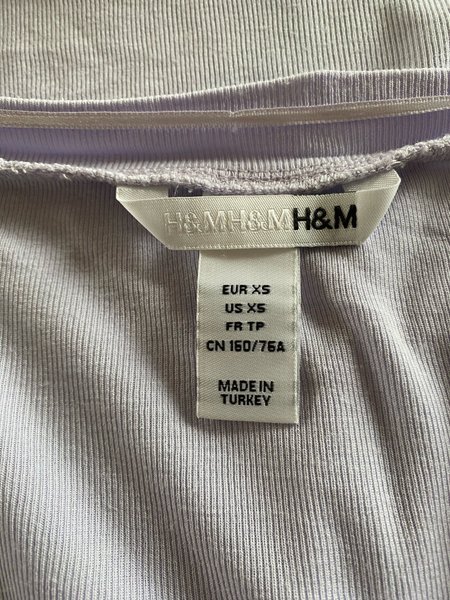 H&MH&MH&M
EUR XS
US XS
FR TP
CN 160/76A
MADE IN
TURKEY